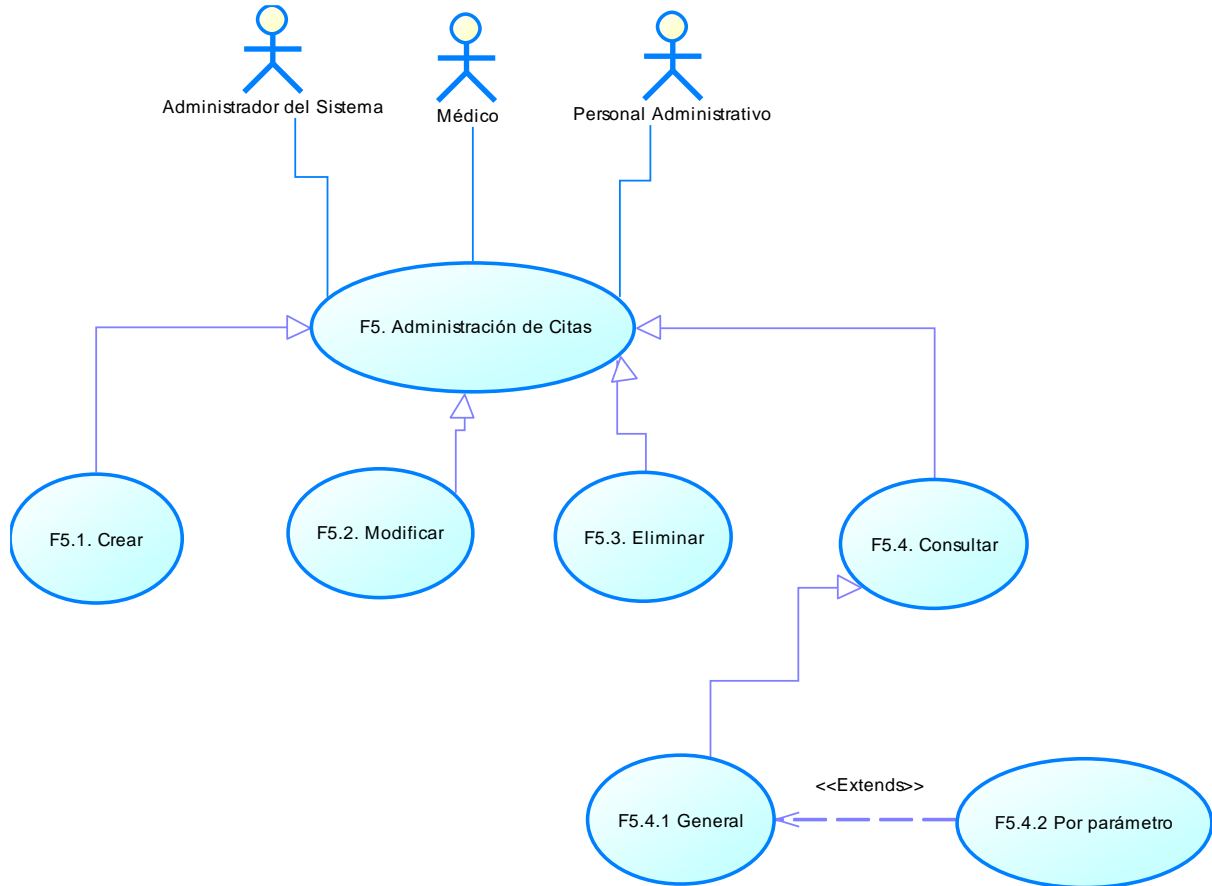 Administrador del Sistema
Médico
Personal Administrativo
F5. Administración de Citas
F5.1. Crear
F5.2. Modificar
F5.3. Eliminar
F5.4. Consultar
<<Extends>>
F5.4.1 General
F5.4.2 Por parámetro